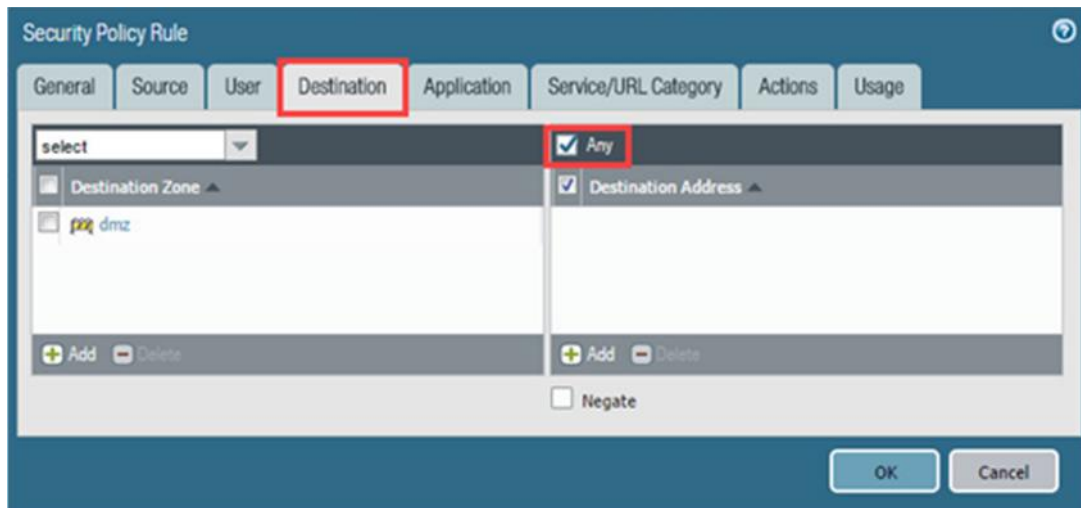 Security Policy Rule
General Source User Destination Application Service/URL Category Actions Usage
select
Any
Destination Zone
Destination Address
dmz
Add Delete
Add Delete
Negate
OK Cancel